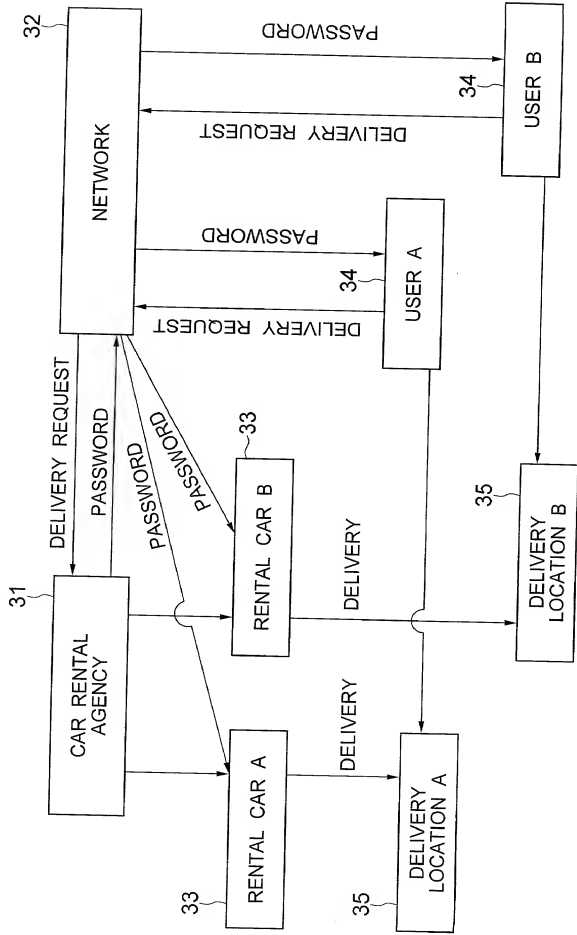 32
NETWORK
PASSWORD
DELIVERY REQUEST
34
USER B
PASSWORD
DELIVERY REQUEST
34
USER A
DELIVERY REQUEST
PASSWORD
PASSWORD
PASSWORD
31
CAR RENTAL
AGENCY
33
RENTAL CAR B
DELIVERY
35
DELIVERY
LOCATION B
33
RENTAL CAR A
DELIVERY
35
DELIVERY
LOCATION A